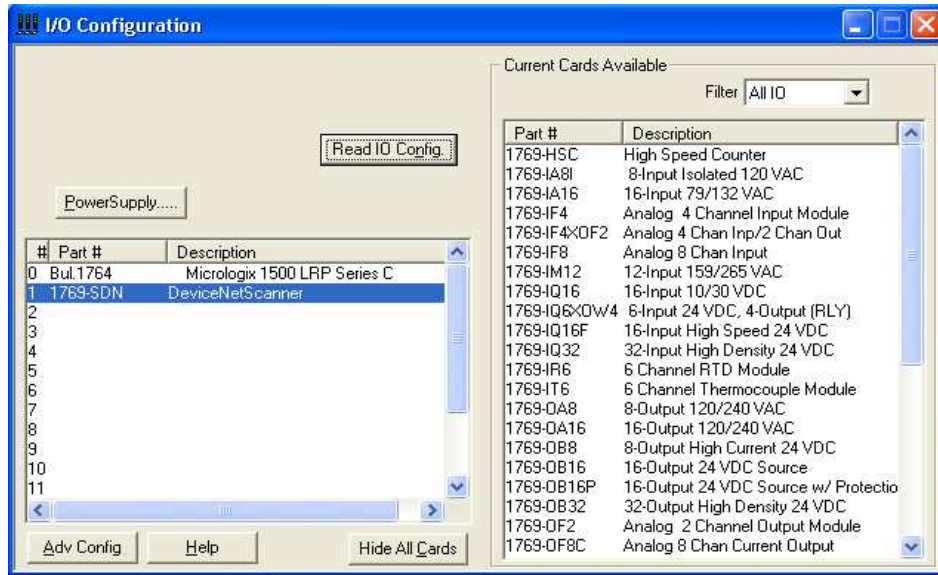 I/O Configuration
Read IO Config.
PowerSupply.....
# Part # Description
0 Bul.1764 Micrologix 1500 LRP Series C
1 1769-SDN DeviceNetScanner
2
3
4
5
6
7
8
9
10
11
Adv Config Help Hide All Cards
Current Cards Available
Filter All IO
Part # Description
1769-HSC High Speed Counter
1769-IA8I 8-Input Isolated 120 VAC
1769-IA16 16-Input 79/132 VAC
1769-IF4 Analog 4 Channel Input Module
1769-IF4XOF2 Analog 4 Chan Inp/2 Chan Out
1769-IF8 Analog 8 Chan Input
1769-IM12 12-Input 159/265 VAC
1769-IQ16 16-Input 10/30 VDC
1769-IQ6XOW4 6-Input 24 VDC, 4-Output (RLY)
1769-IQ16F 16-Input High Speed 24 VDC
1769-IQ32 32-Input High Density 24 VDC
1769-IR6 6 Channel RTD Module
1769-IT6 6 Channel Thermocouple Module
1769-OA8 8-Output 120/240 VAC
1769-OA16 16-Output 120/240 VAC
1769-OB8 8-Output High Current 24 VDC
1769-OB16 16-Output 24 VDC Source
1769-OB16P 16-Output 24 VDC Source w/ Protectio
1769-OB32 32-Output High Density 24 VDC
1769-OF2 Analog 2 Channel Output Module
1769-OF8C Analog 8 Chan Current Output